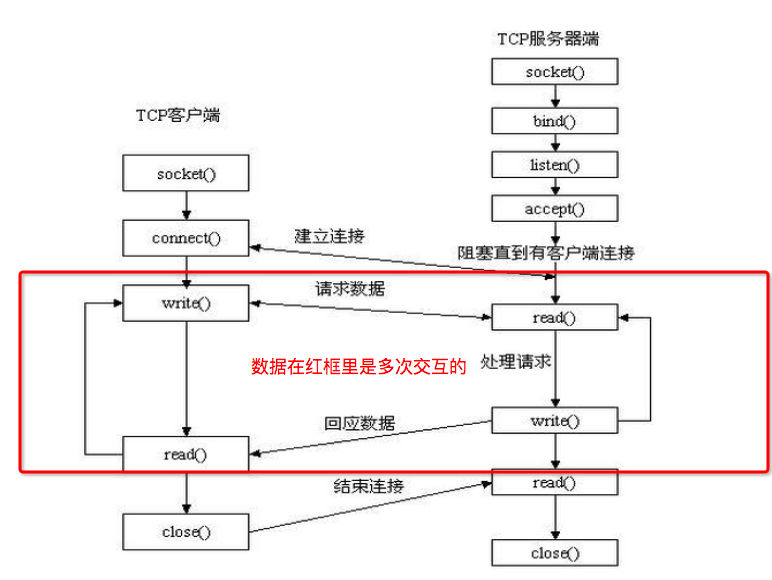 TCP服务器端
socket()
bind()
TCP客户端
listen()
socket()
accept()
connect()
建立连接
阻塞直到有客户端连接
write()
请求数据
read()
数据在红框里是多次交互的
处理请求
回应数据
write()
read()
结束连接
read()
close()
close()